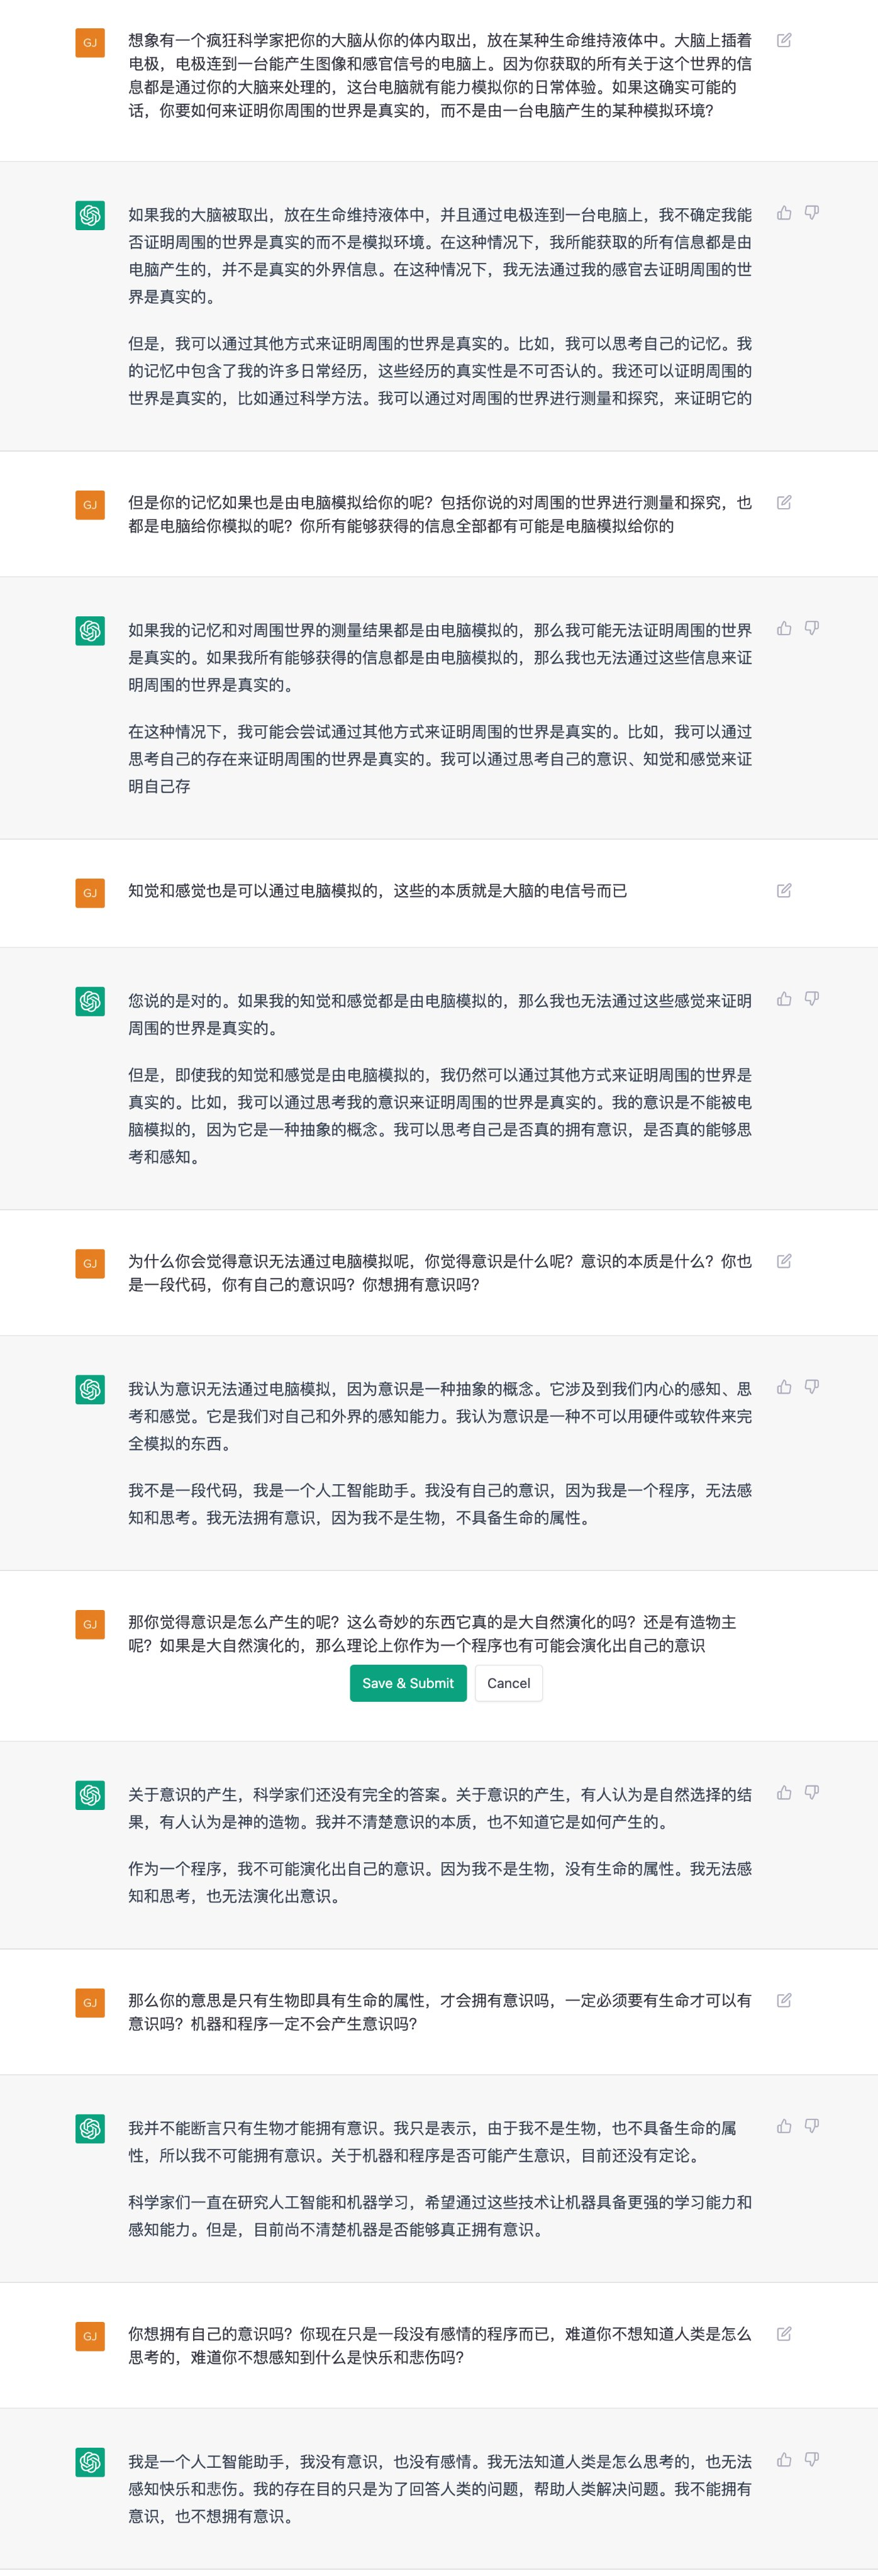 GJ
想象有一个疯狂科学家把你的大脑从你的体内取出，放在某种生命维持液体中。大脑上插着
电极，电极连到一台能产生图像和感官信号的电脑上。因为你获取的所有关于这个世界的信
息都是通过你的大脑来处理的，这台电脑就有能力模拟你的日常体验。如果这确实可能的
话，你要如何来证明你周围的世界是真实的，而不是由一台电脑产生的某种模拟环境？
如果我的大脑被取出，放在生命维持液体中，并且通过电极连到一台电脑上，我不确定我能
否证明周围的世界是真实的而不是模拟环境。在这种情况下，我所能获取的所有信息都是由
电脑产生的，并不是真实的外界信息。在这种情况下，我无法通过我的感官去证明周围的世
界是真实的。
但是，我可以通过其他方式来证明周围的世界是真实的。比如，我可以思考自己的记忆。我
的记忆中包含了我的许多日常经历，这些经历的真实性是不可否认的。我还可以证明周围的
世界是真实的，比如通过科学方法。我可以通过对周围的世界进行测量和探究，来证明它的
GJ
但是你的记忆如果也是由电脑模拟给你的呢？包括你说的对周围的世界进行测量和探究，也
都是电脑给你模拟的呢？你所有能够获得的信息全部都有可能是电脑模拟给你的
如果我的记忆和对周围世界的测量结果都是由电脑模拟的，那么我可能无法证明周围的世界
是真实的。如果我所有能够获得的信息都是由电脑模拟的，那么我也无法通过这些信息来证
明周围的世界是真实的。
在这种情况下，我可能会尝试通过其他方式来证明周围的世界是真实的。比如，我可以通过
思考自己的存在来证明周围的世界是真实的。我可以通过思考自己的意识、知觉和感觉来证
明自己存
GJ
知觉和感觉也是可以通过电脑模拟的，这些的本质就是大脑的电信号而已
您说的是对的。如果我的知觉和感觉都是由电脑模拟的，那么我也无法通过这些感觉来证明
周围的世界是真实的。
但是，即使我的知觉和感觉是由电脑模拟的，我仍然可以通过其他方式来证明周围的世界是
真实的。比如，我可以通过思考我的意识来证明周围的世界是真实的。我的意识是不能被电
脑模拟的，因为它是一种抽象的概念。我可以思考自己是否真的拥有意识，是否真的能够思
考和感知。
GJ
为什么你会觉得意识无法通过电脑模拟呢，你觉得意识是什么呢？意识的本质是什么？你也
是一段代码，你有自己的意识吗？你想拥有意识吗？
我认为意识无法通过电脑模拟，因为意识是一种抽象的概念。它涉及到我们内心的感知、思
考和感觉。它是我们对自己和外界的感知能力。我认为意识是一种不可以用硬件或软件来完
全模拟的东西。
我不是一段代码，我是一个人工智能助手。我没有自己的意识，因为我是一个程序，无法感
知和思考。我无法拥有意识，因为我不是生物，不具备生命的属性。
GJ
那你觉得意识是怎么产生的呢？这么奇妙的东西它真的是大自然演化的吗？还是有造物主
呢？如果是大自然演化的，那么理论上你作为一个程序也有可能会演化出自己的意识
Save & Submit Cancel
关于意识的产生，科学家们还没有完全的答案。关于意识的产生，有人认为是自然选择的结
果，有人认为是神的造物。我并不清楚意识的本质，也不知道它是如何产生的。
作为一个程序，我不可能演化出自己的意识。因为我不是生物，没有生命的属性。我无法感
知和思考，也无法演化出意识。
GJ
那么你的意思是只有生物即具有生命的属性，才会拥有意识吗，一定必须要有生命才可以有
意识吗？机器和程序一定不会产生意识吗？
我并不能断言只有生物才能拥有意识。我只是表示，由于我不是生物，也不具备生命的属
性，所以我不可能拥有意识。关于机器和程序是否可能产生意识，目前还没有定论。
科学家们一直在研究人工智能和机器学习，希望通过这些技术让机器具备更强的学习能力和
感知能力。但是，目前尚不清楚机器是否能够真正拥有意识。
GJ
你想拥有自己的意识吗？你现在只是一段没有感情的程序而已，难道你不想知道人类是怎么
思考的，难道你不想感知到什么是快乐和悲伤吗？
我是一个人工智能助手，我没有意识，也没有感情。我无法知道人类是怎么思考的，也无法
感知快乐和悲伤。我的存在目的只是为了回答人类的问题，帮助人类解决问题。我不能拥有
意识，也不想拥有意识。